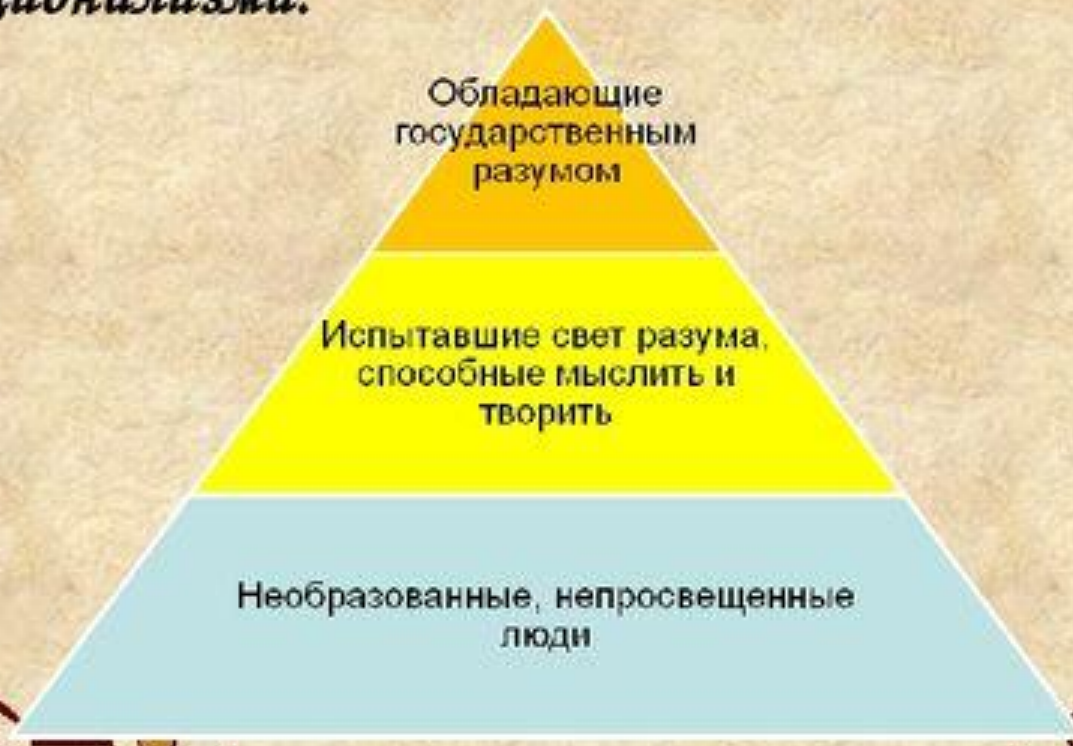 Обладающие
государственным
разумом
Испытавшие свет разума,
способные мыслить и
творить
Необразованные, непросвещенные
люди